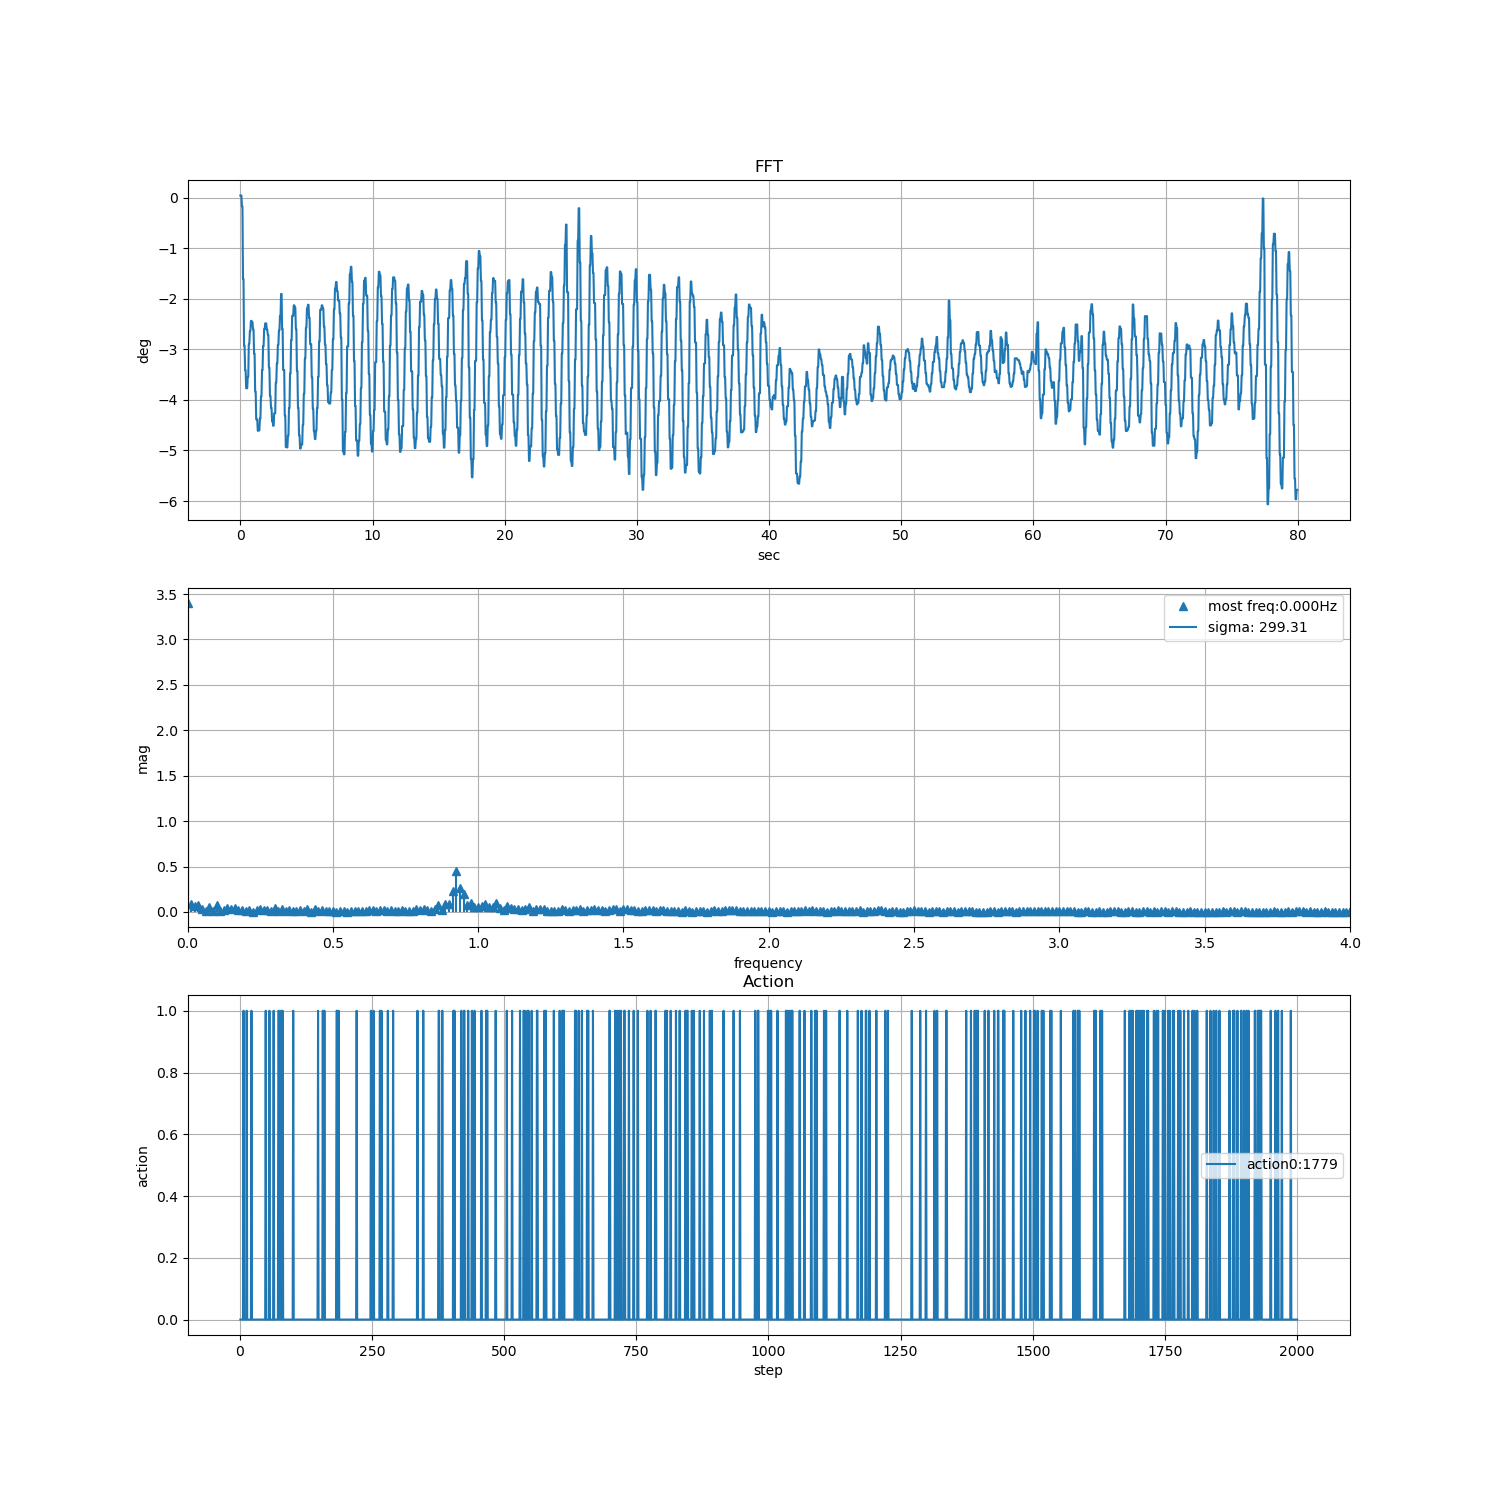 FFT
0
−1
−2
−3
−4
−5
−6
deg
0 10 20 30 40 50 60 70 80
sec
3.5
3.0
2.5
2.0
1.5
1.0
0.5
0.0
mag
most freq:0.000Hz
sigma: 299.31
0.0 0.5 1.0 1.5 2.0 2.5 3.0 3.5 4.0
frequency
Action
1.0
0.8
0.6
0.4
0.2
0.0
action
action0:1779
0 250 500 750 1000 1250 1500 1750 2000
step